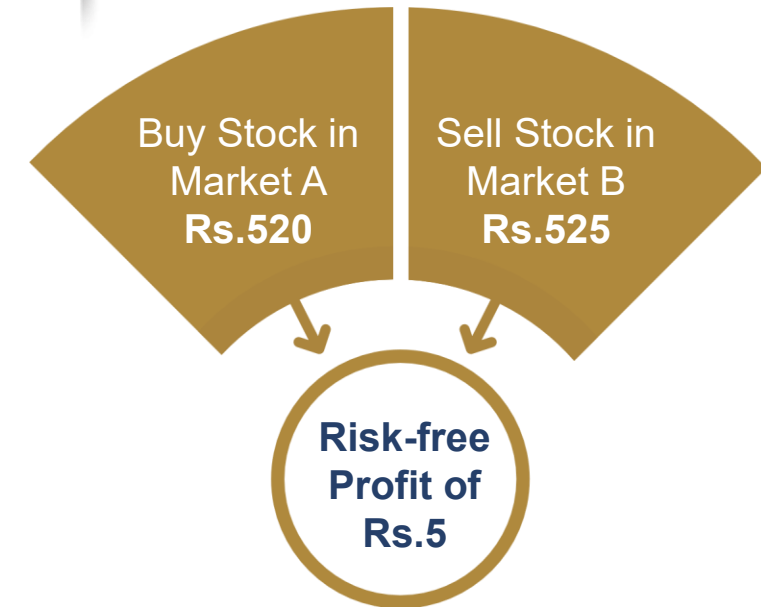 Buy Stock in
Market A
Rs.520
Sell Stock in
Market B
Rs.525
Risk-free
Profit of
Rs.5